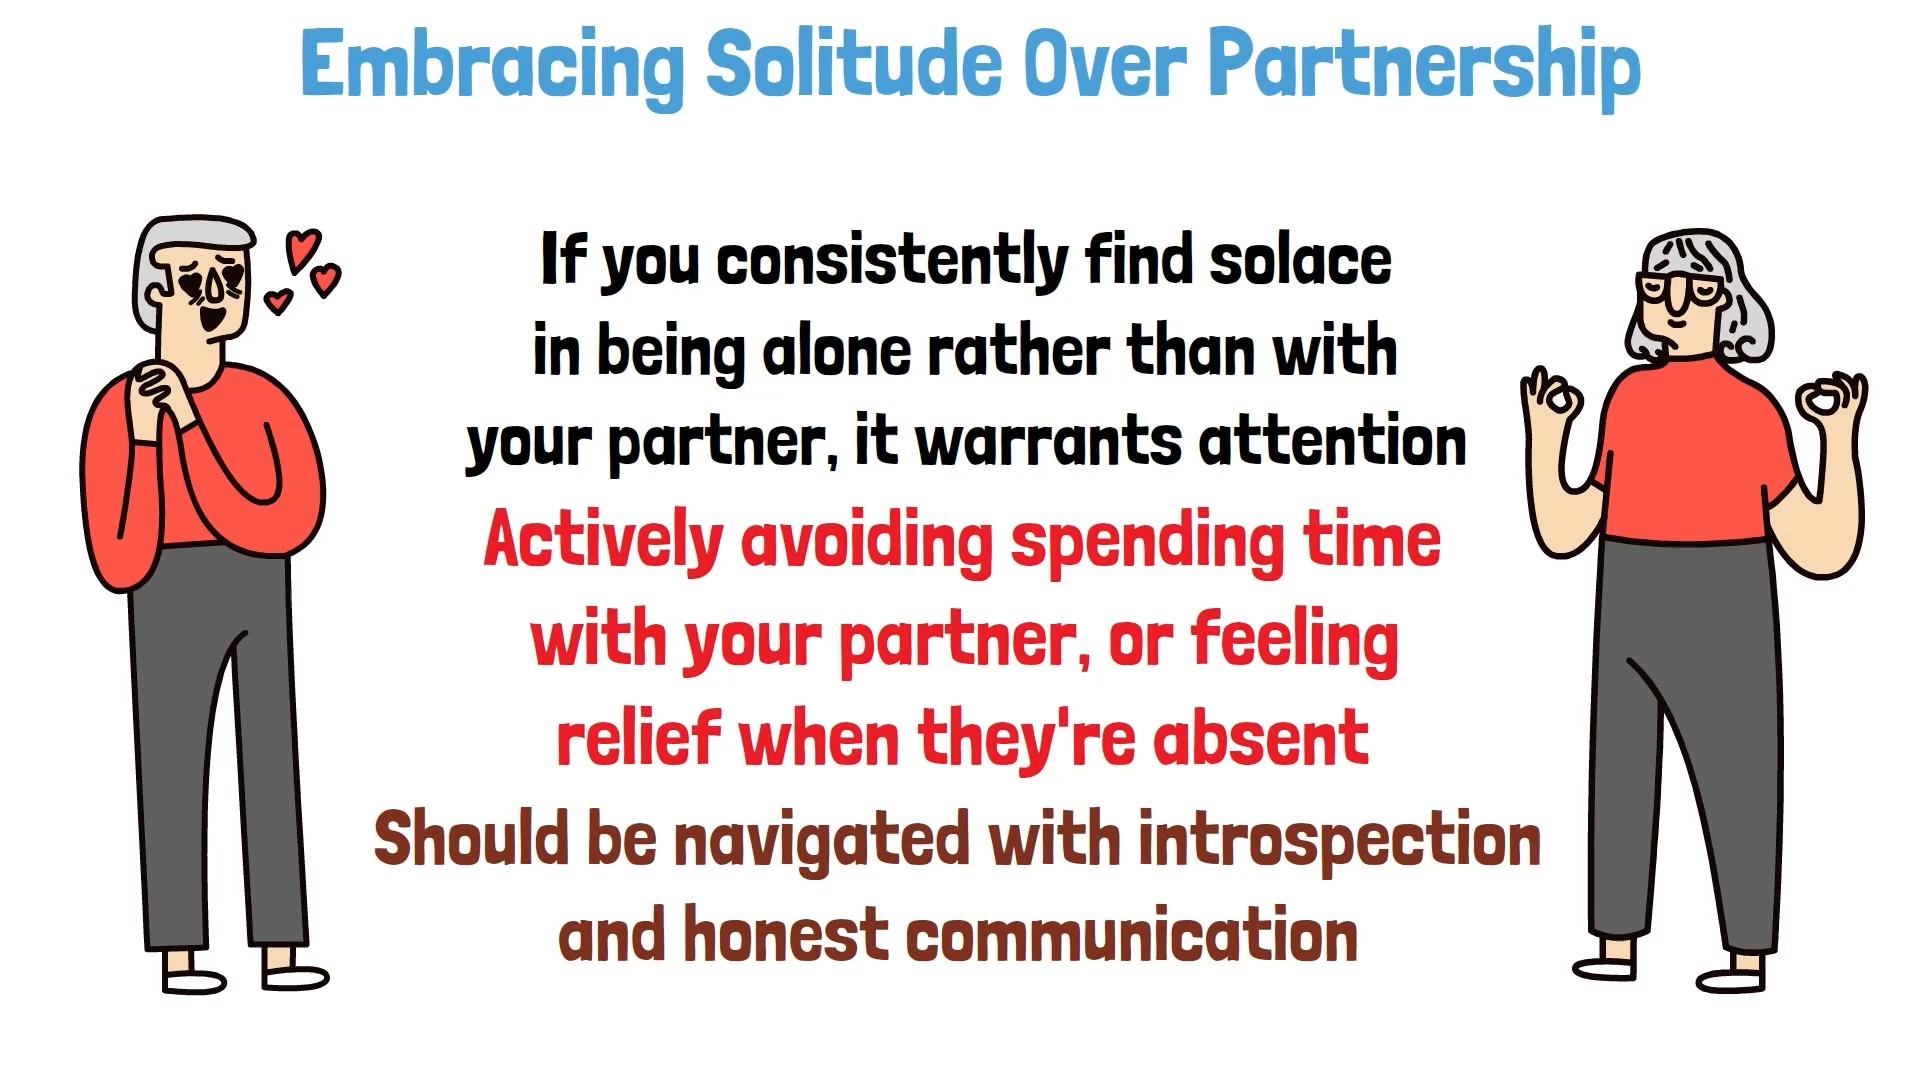 Embracing Solitude Over Partnership
If you consistently find solace
in being alone rather than with
your partner, it warrants attention
Actively avoiding spending time
with your partner, or feeling
relief when they're absent
Should be navigated with introspection
and honest communication